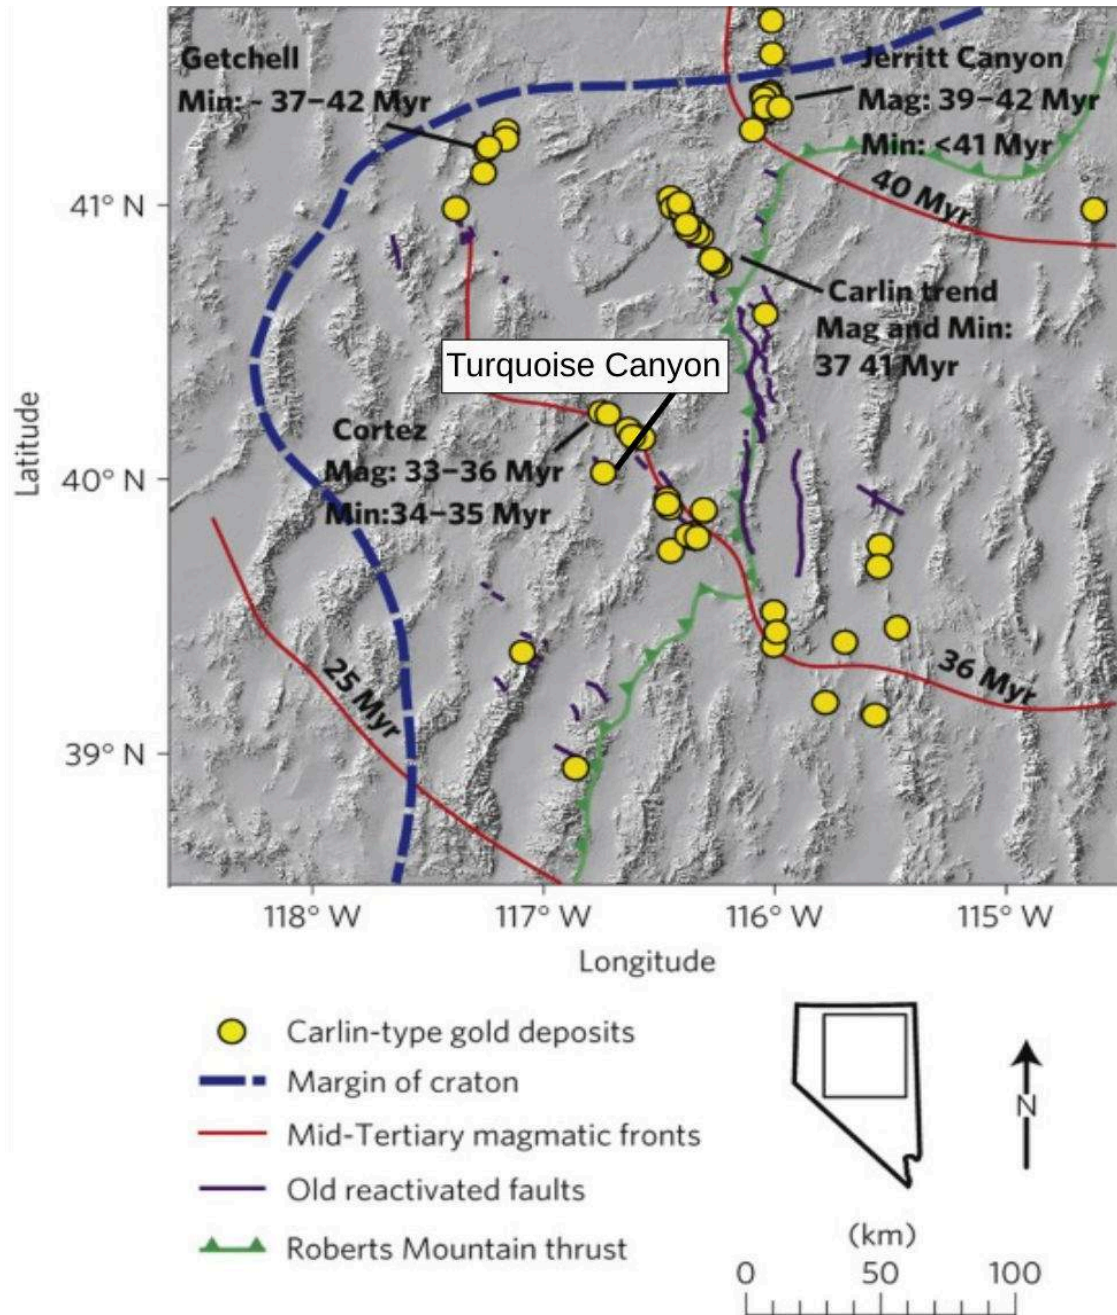 Getchell
Min: - 37–42 Myr
Jerritt Canyon
Mag: 39–42 Myr
Min: <41 Myr
40 Myr
41° N
Carlin trend
Mag and Min:
37 41 Myr
Turquoise Canyon
Cortez
Mag: 33–36 Myr
Min:34–35 Myr
40° N
Latitude
25 Myr
36 Myr
39° N
118° W
117° W
116° W
115° W
Longitude
Carlin-type gold deposits
Margin of craton
Mid-Tertiary magmatic fronts
Old reactivated faults
Roberts Mountain thrust
N
(km)
0 50 100